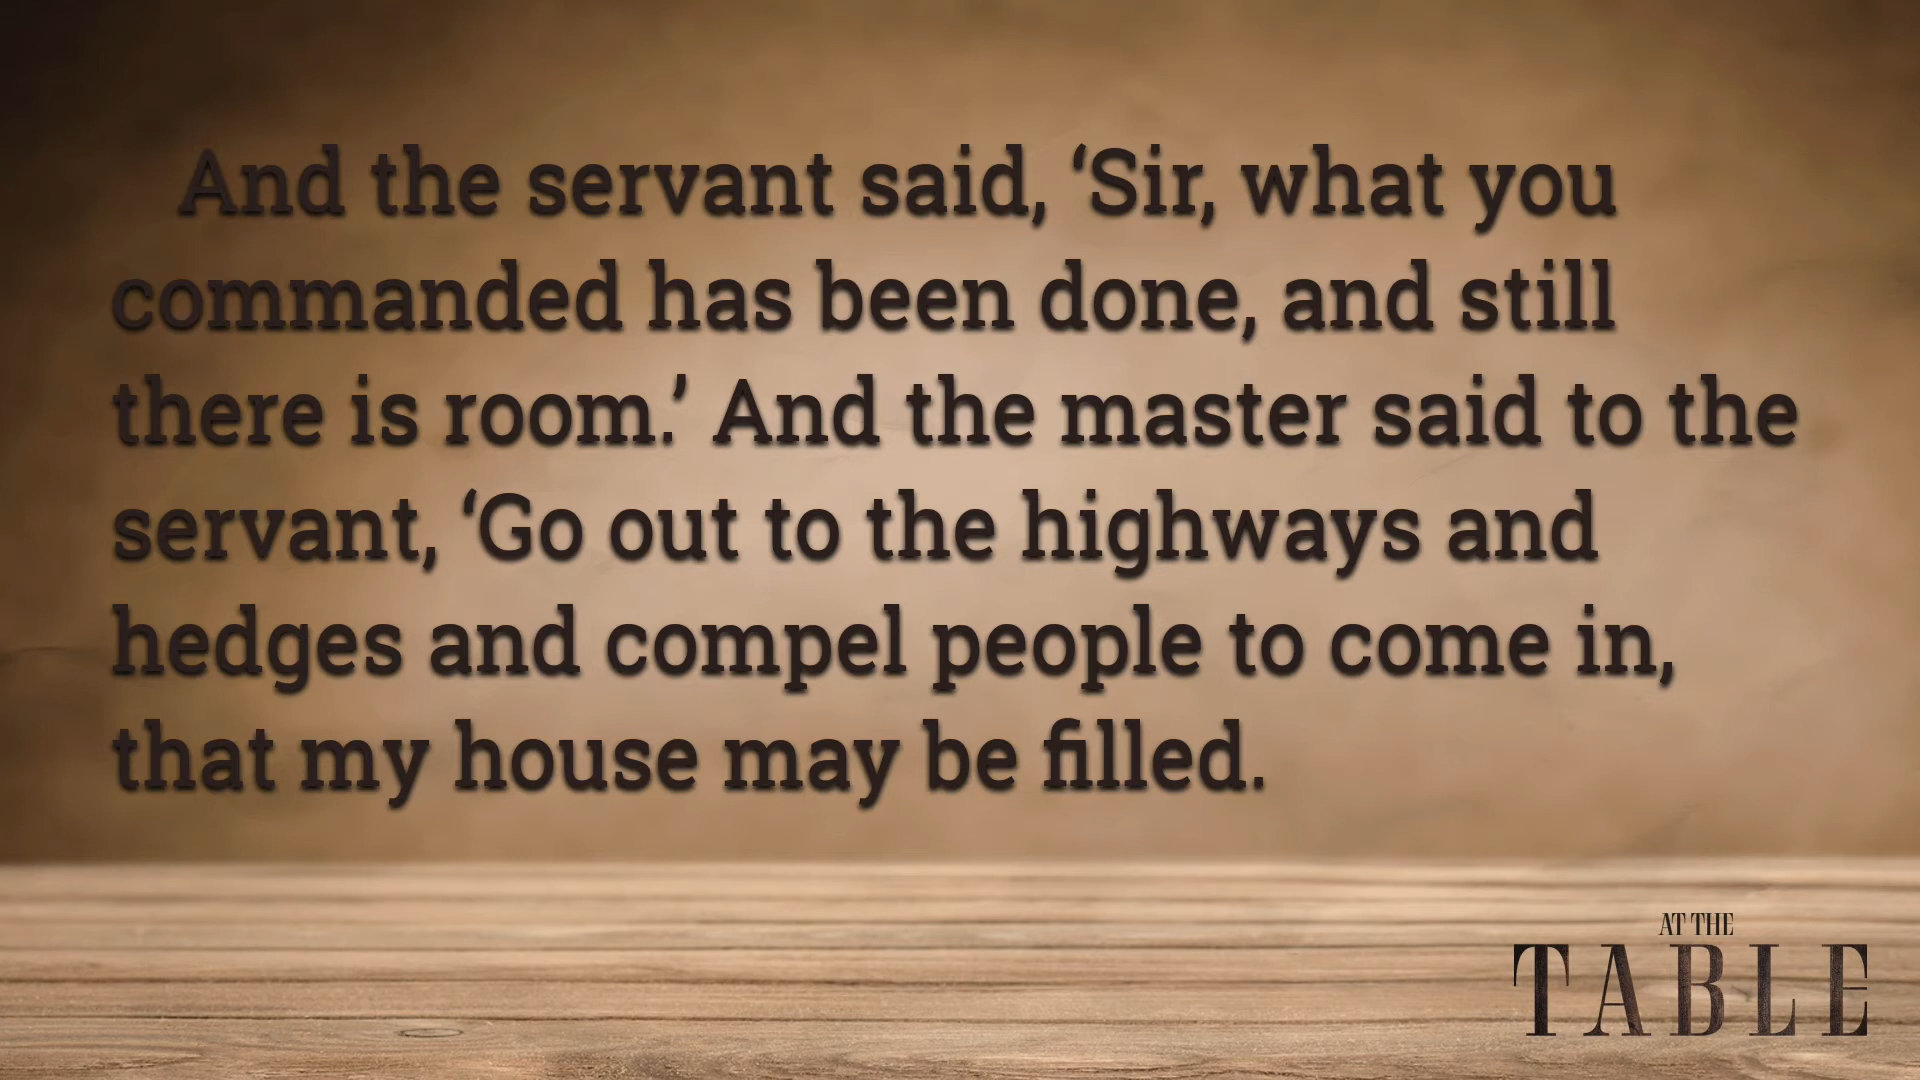 And the servant said, ‘Sir, what you
commanded has been done, and still
there is room.’ And the master said to the
servant, ‘Go out to the highways and
hedges and compel people to come in,
that my house may be filled.
AT THE
TABLE